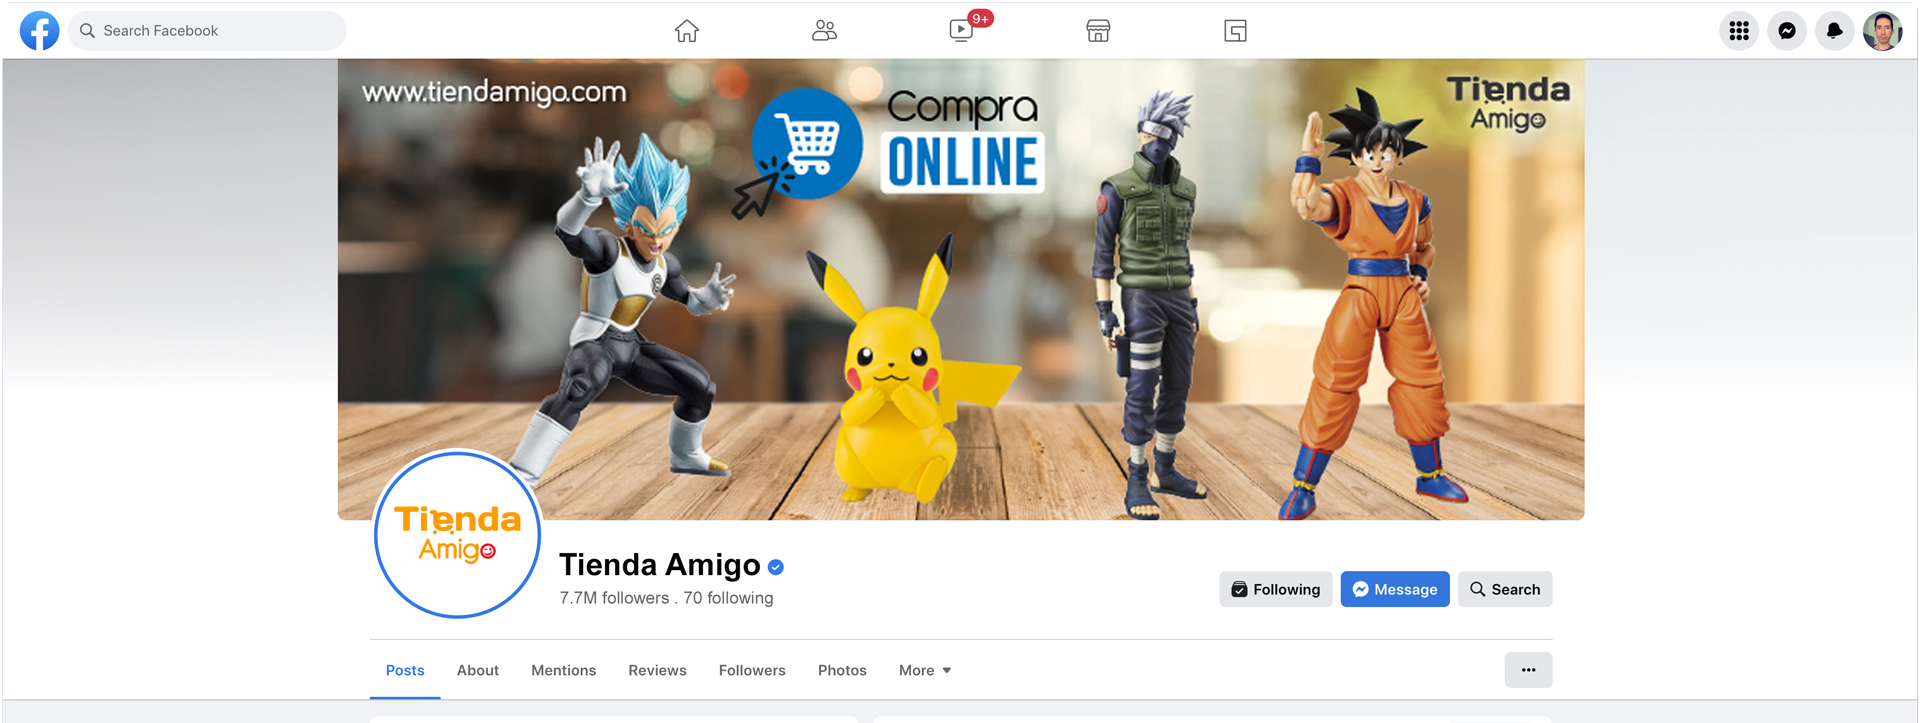 Search Facebook
9+
www.tiendamigo.com
Compra
ONLINE
Tienda
Amigo
Tienda
Amigo
Tienda Amigo
7.7M followers . 70 following
Following
Message
Search
Posts
About
Mentions
Reviews
Followers
Photos
More